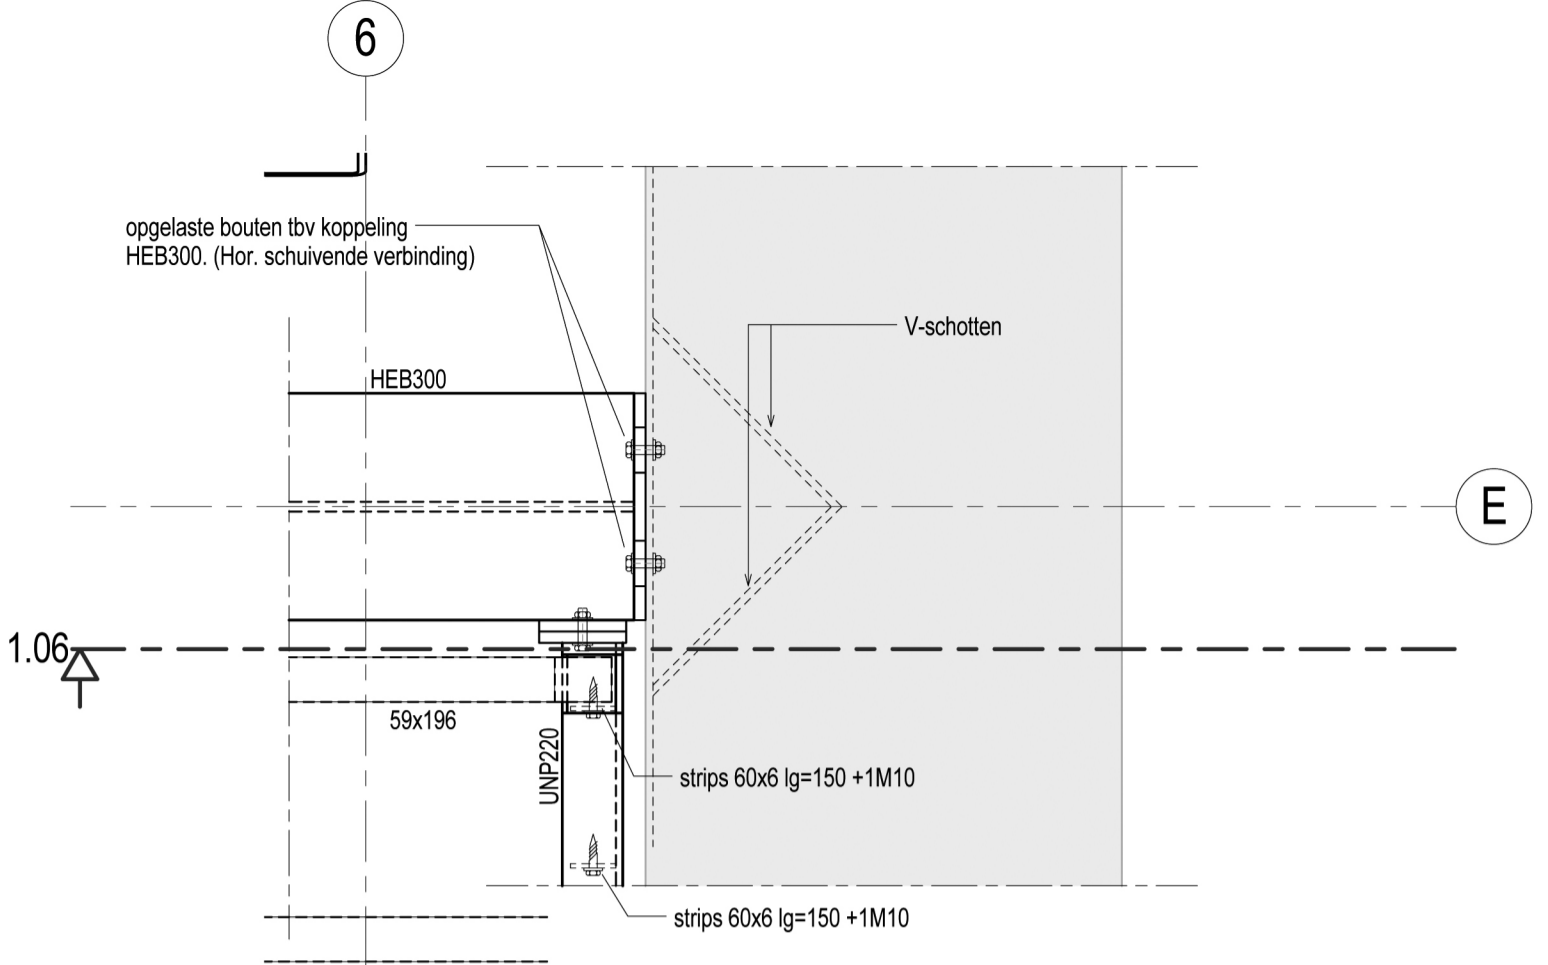 6
opgelaste bouten tbv koppeling
HEB300. (Hor. schuivende verbinding)
V-schotten
HEB300
E
1.06
59x196
UNP220
strips 60x6 lg=150 +1M10
strips 60x6 lg=150 +1M10